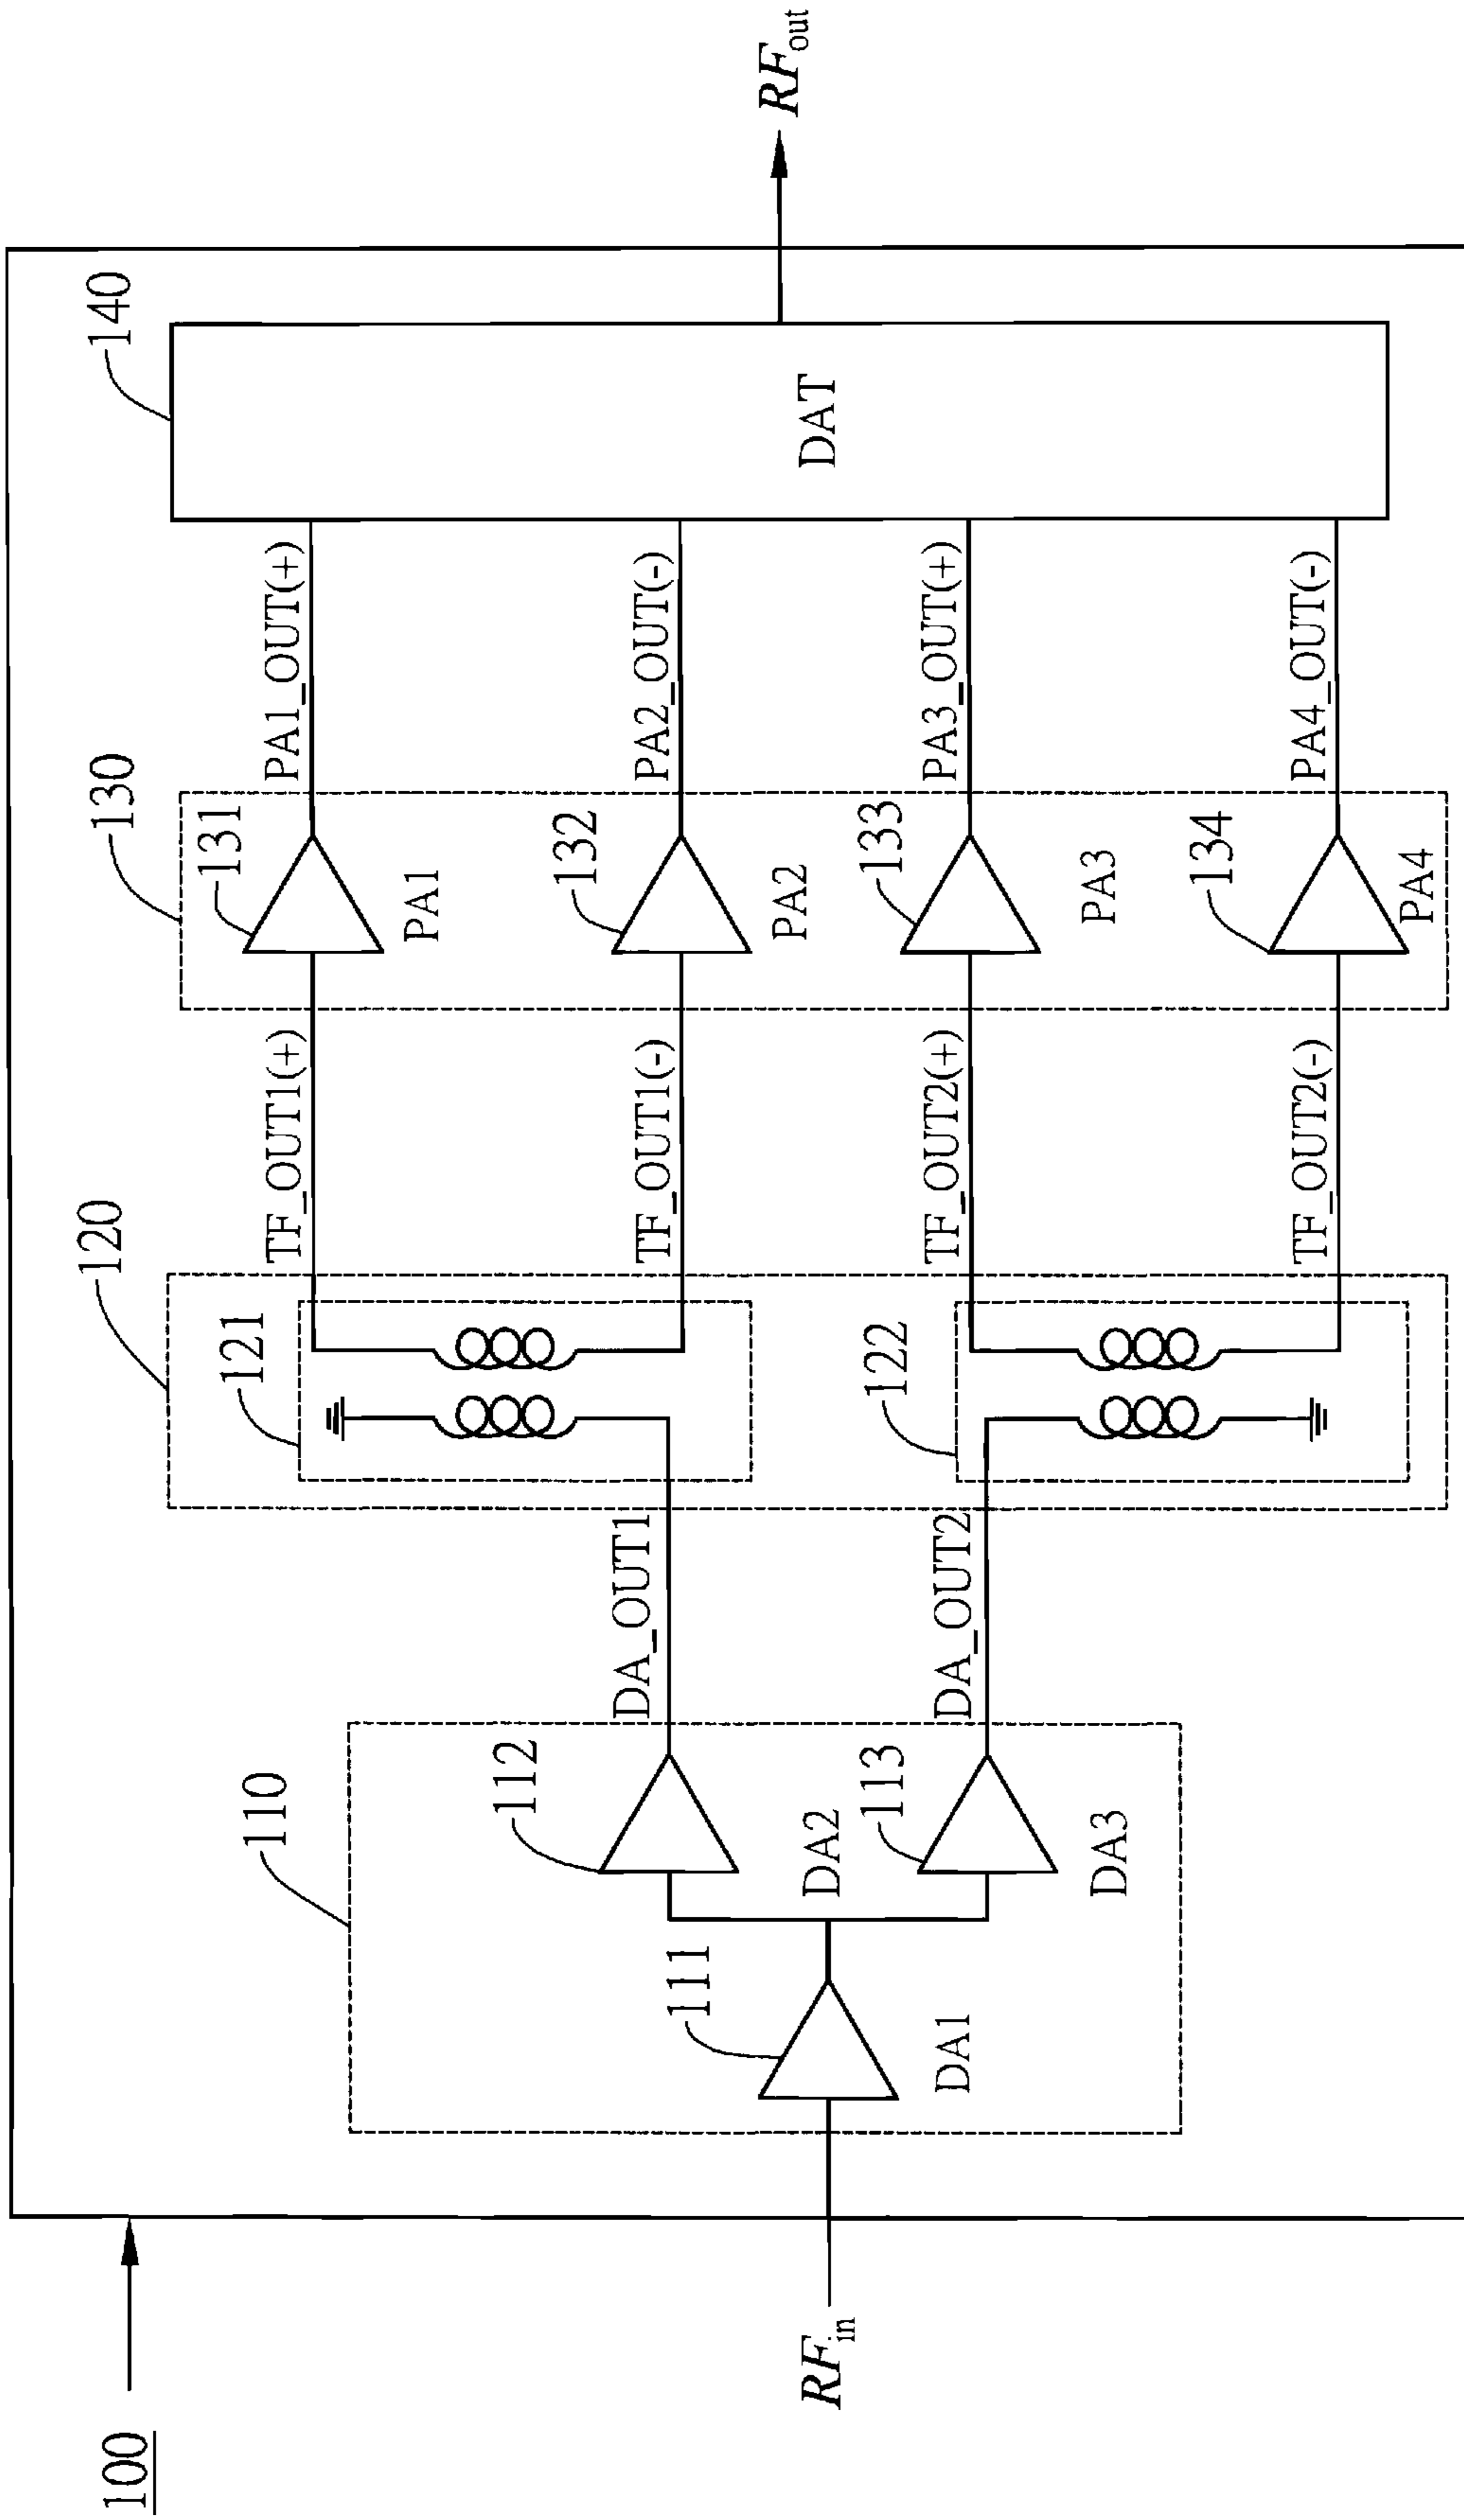 100
RFin
110
111
DA1
112
DA2
113
DA3
DA_OUT1
DA_OUT2
120
121
122
TF_OUT1(+)
TF_OUT1(-)
TF_OUT2(+)
TF_OUT2(-)
130
131
PA1
132
PA2
133
PA3
134
PA4
PA1_OUT(+)
PA2_OUT(-)
PA3_OUT(+)
PA4_OUT(-)
140
DAT
RFout